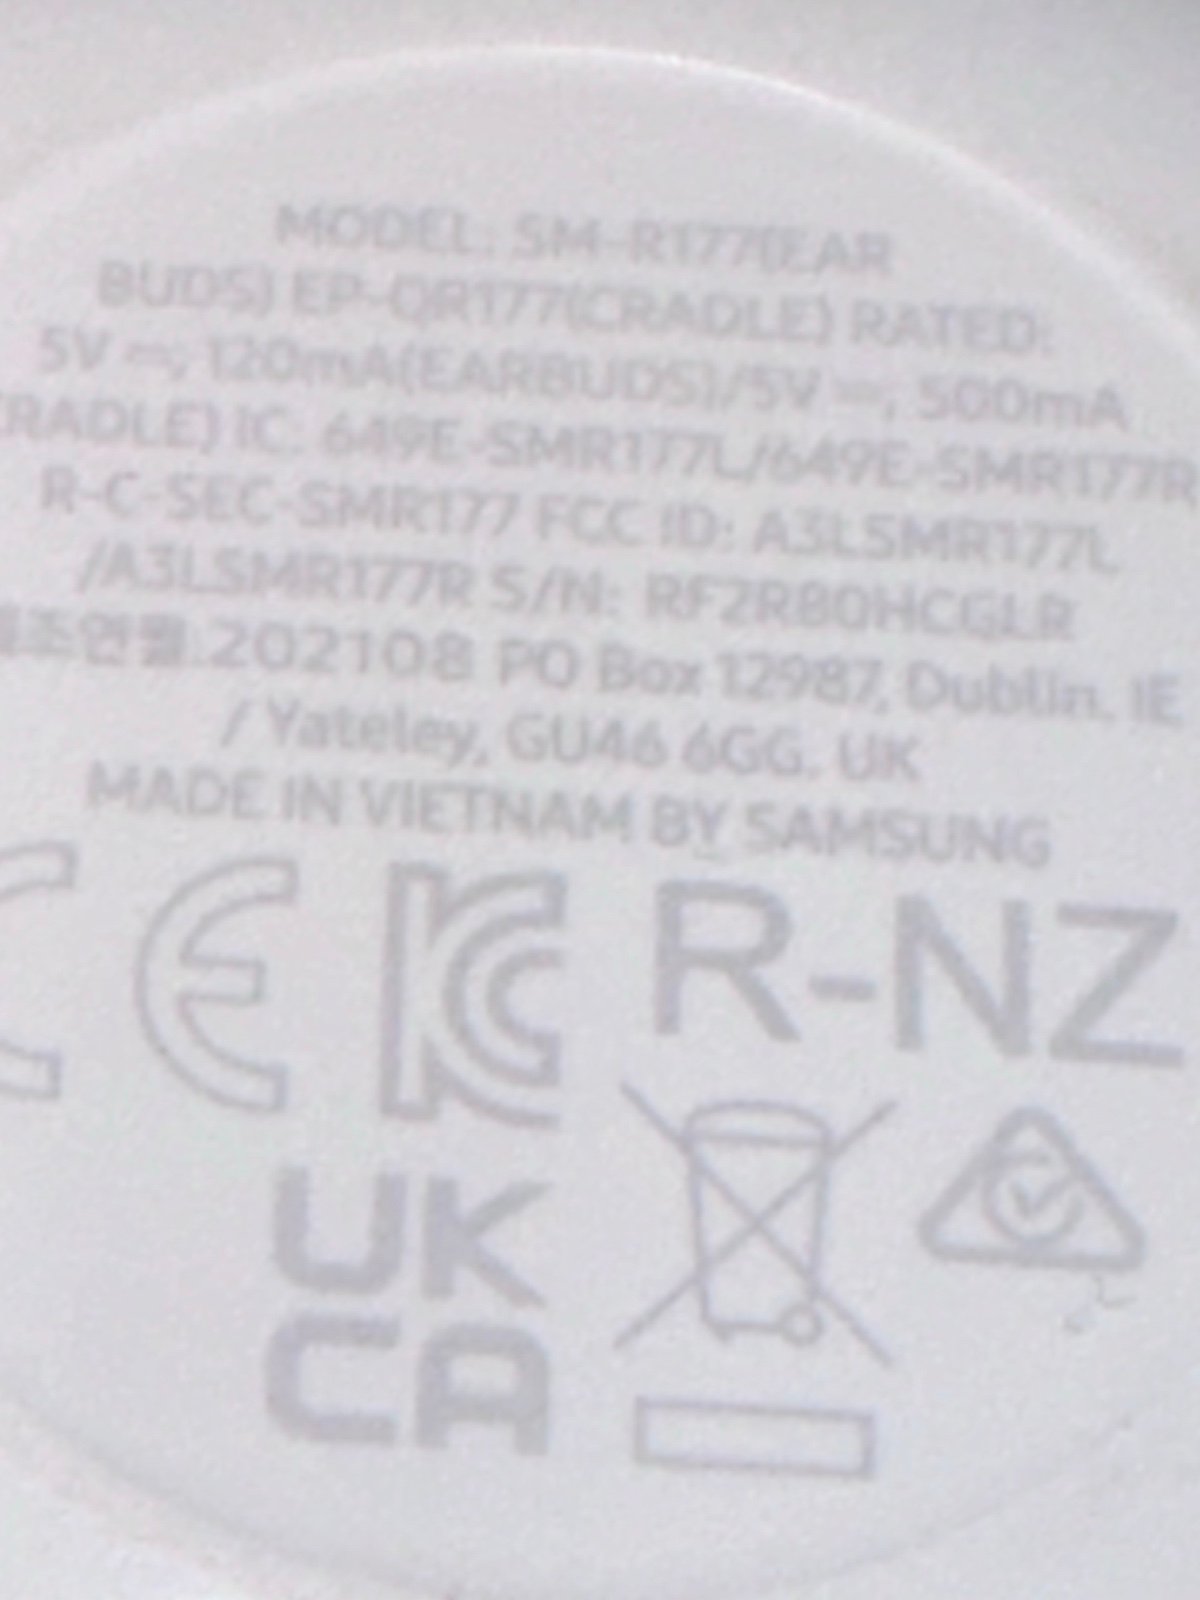 MODEL: SM-R177(EAR
BUDS) EP-QR177(CRADLE) RATED:
5V ⎓; 120mA(EARBUDS)/5V ⎓; 500mA
CRADLE) IC: 649E-SMR177L/649E-SMR177R
R-C-SEC-SMR177 FCC ID: A3LSMR177L
/A3LSMR177R S/N: RF2R80HCGLR
제조연월:202108 PO Box 12987, Dublin. IE
/ Yateley, GU46 6GG. UK
MADE IN VIETNAM BY SAMSUNG
CE KC R-NZ
UK
CA